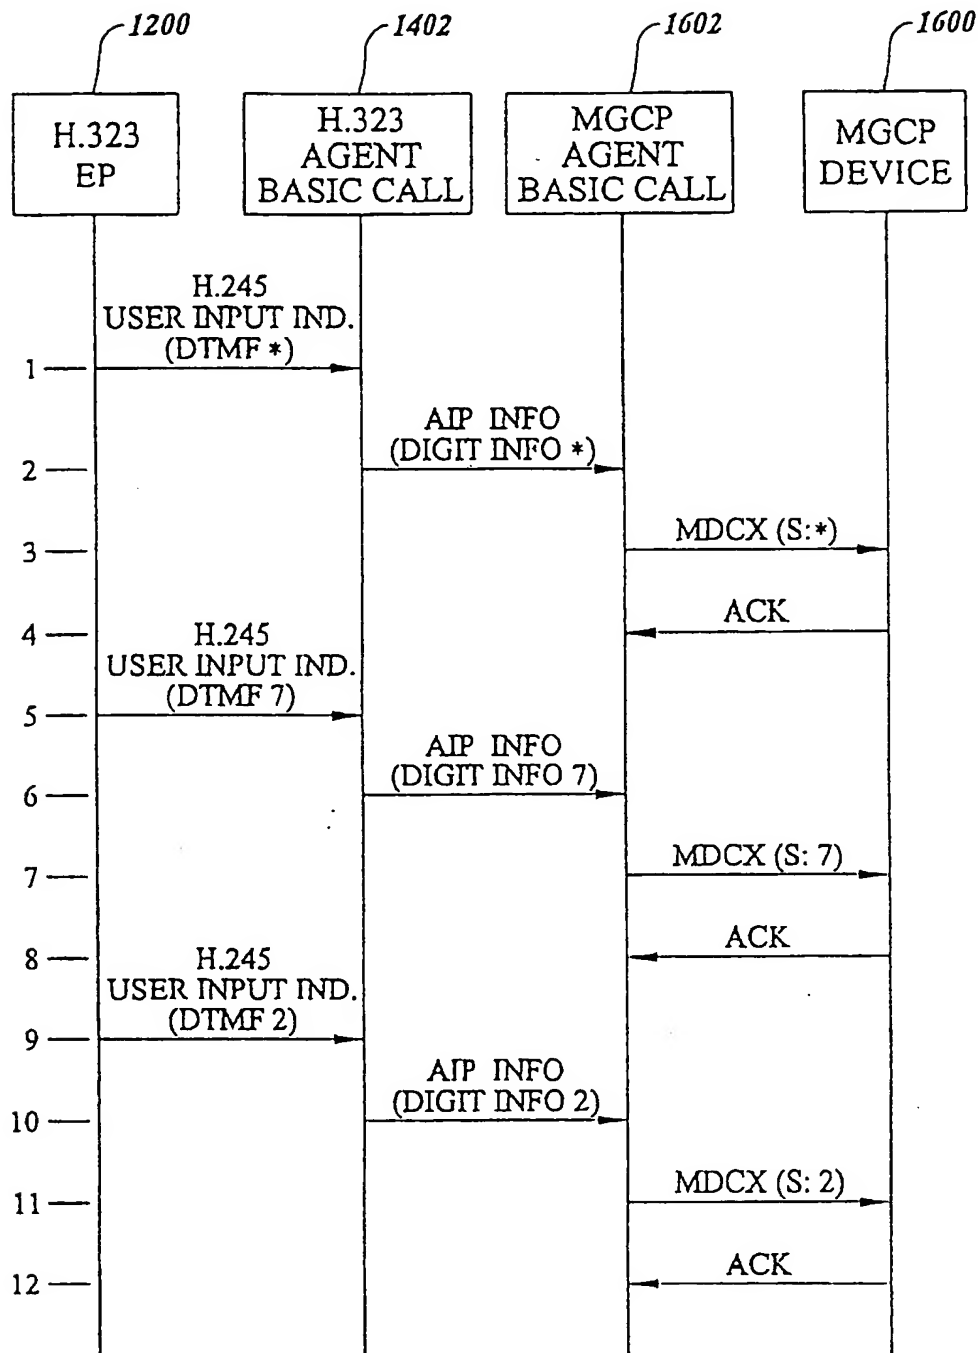 1200
1402
1602
1600
H.323
EP
H.323
AGENT
BASIC CALL
MGCP
AGENT
BASIC CALL
MGCP
DEVICE
H.245
USER INPUT IND.
(DTMF *)
1
AIP INFO
(DIGIT INFO *)
2
MDCX (S:*)
3
ACK
4
H.245
USER INPUT IND.
(DTMF 7)
5
AIP INFO
(DIGIT INFO 7)
6
MDCX (S: 7)
7
ACK
8
H.245
USER INPUT IND.
(DTMF 2)
9
AIP INFO
(DIGIT INFO 2)
10
MDCX (S: 2)
11
ACK
12